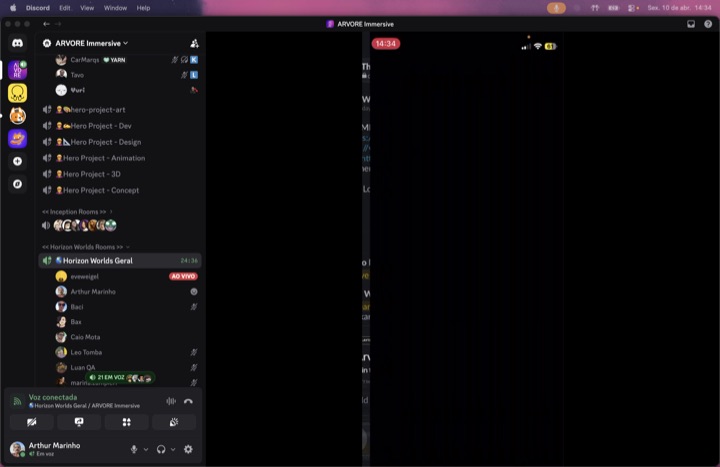 Discord Edit View Window Help
Sex. 10 de abr. 14:34
ARVORE Immersive
ARVORE Immersive
CarMarqs YARN
K
Tavo
L
Yuri
hero-project-art
Hero Project - Dev
Hero Project - Design
Hero Project - Animation
Hero Project - 3D
Hero Project - Concept
<< Inception Rooms >>
<< Horizon Worlds Rooms >>
Horizon Worlds Geral 24:36
eveweigel AO VIVO
Arthur Marinho
Baci
Bax
Caio Mota
Leo Tomba
Luan QA
21 EM VOZ
Voz conectada
Horizon Worlds Geral / ARVORE Immersive
Arthur Marinho
Em voz
14:34